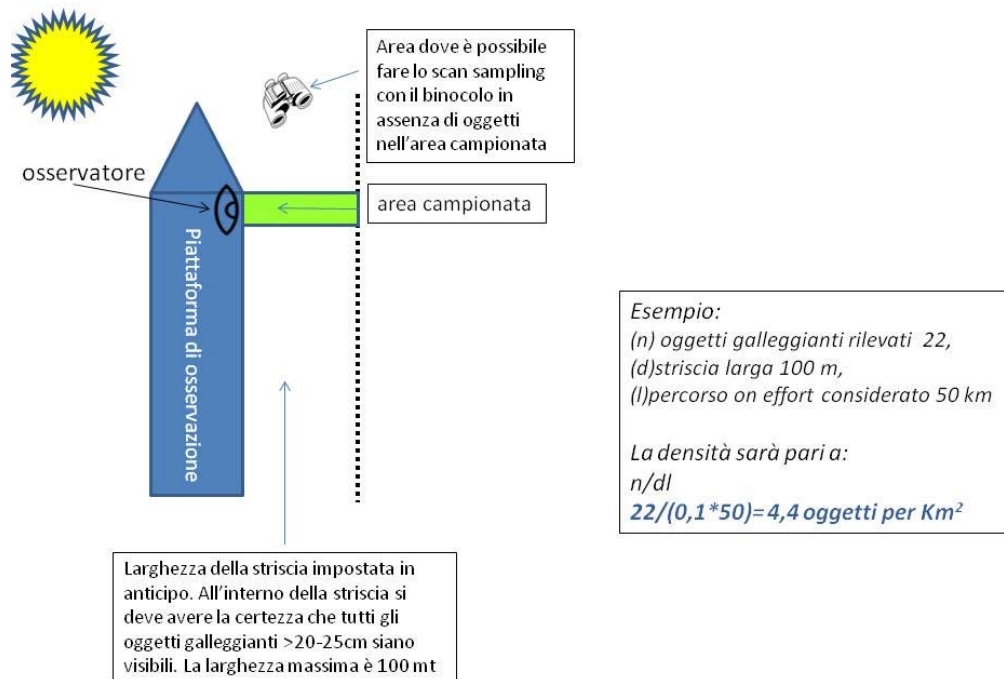 Area dove è possibile
fare lo scan sampling
con il binocolo in
assenza di oggetti
nell'area campionata
osservatore
area campionata
Piattaforma di osservazione
Esempio:
(n) oggetti galleggianti rilevati 22,
(d)striscia larga 100 m,
(l)percorso on effort considerato 50 km
La densità sarà pari a:
n/dl
22/(0,1*50)= 4,4 oggetti per Km²
Larghezza della striscia impostata in
anticipo. All'interno della striscia si
deve avere la certezza che tutti gli
oggetti galleggianti >20-25cm siano
visibili. La larghezza massima è 100 mt